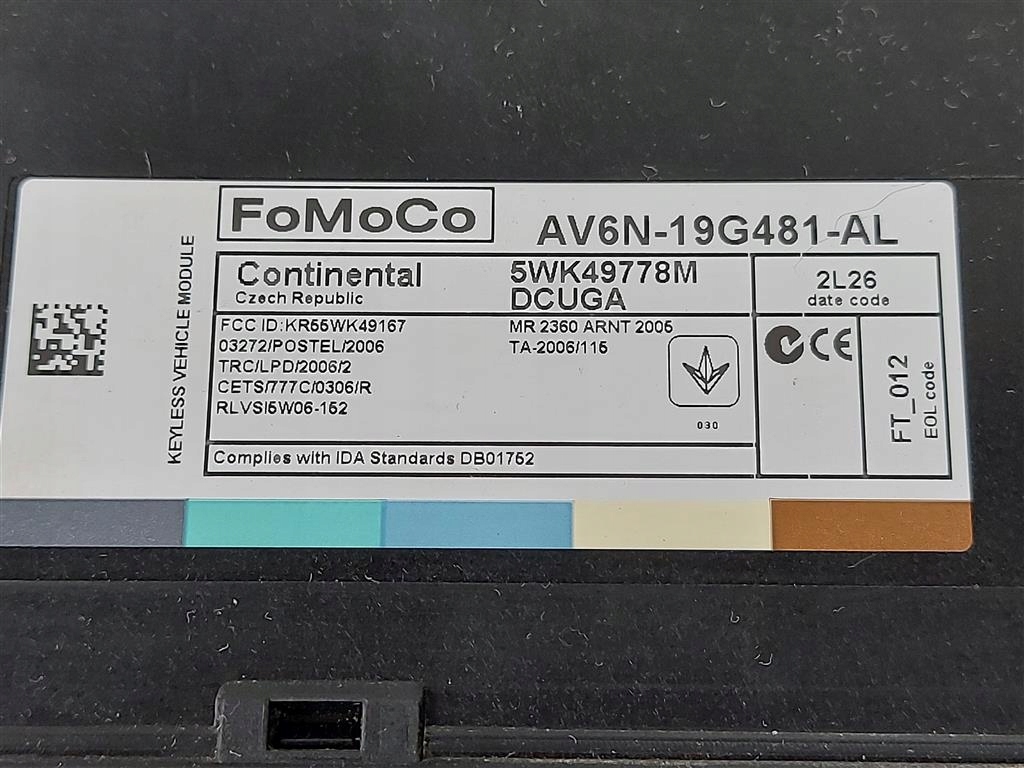 FoMoCo
AV6N-19G481-AL
KEYLESS VEHICLE MODULE
Continental
Czech Republic
5WK49778M
DCUGA
2L26
date code
FCC ID:KR55WK49167
03272/POSTEL/2006
TRC/LPD/2006/2
CETS/777C/0306/R
RLVSI5W06-152
MR 2360 ARNT 2005
TA-2006/115
030
CE
FT_012
EOL code
Complies with IDA Standards DB01752